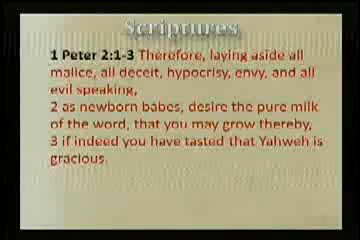 Scriptures
1 Peter 2:1-3 Therefore, laying aside all
malice, all deceit, hypocrisy, envy, and all
evil speaking,
2 as newborn babes, desire the pure milk
of the word, that you may grow thereby,
3 if indeed you have tasted that Yahweh is
gracious.